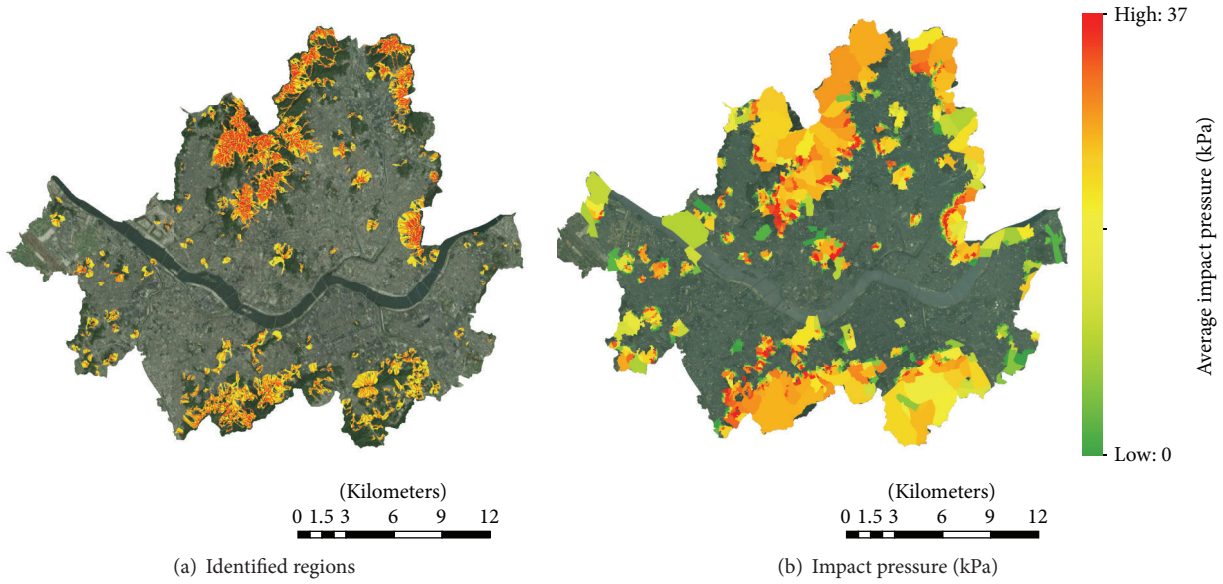 High: 37
Average impact pressure (kPa)
Low: 0
(Kilometers)
0 1.5 3 6 9 12
(Kilometers)
0 1.5 3 6 9 12
(a) Identified regions
(b) Impact pressure (kPa)